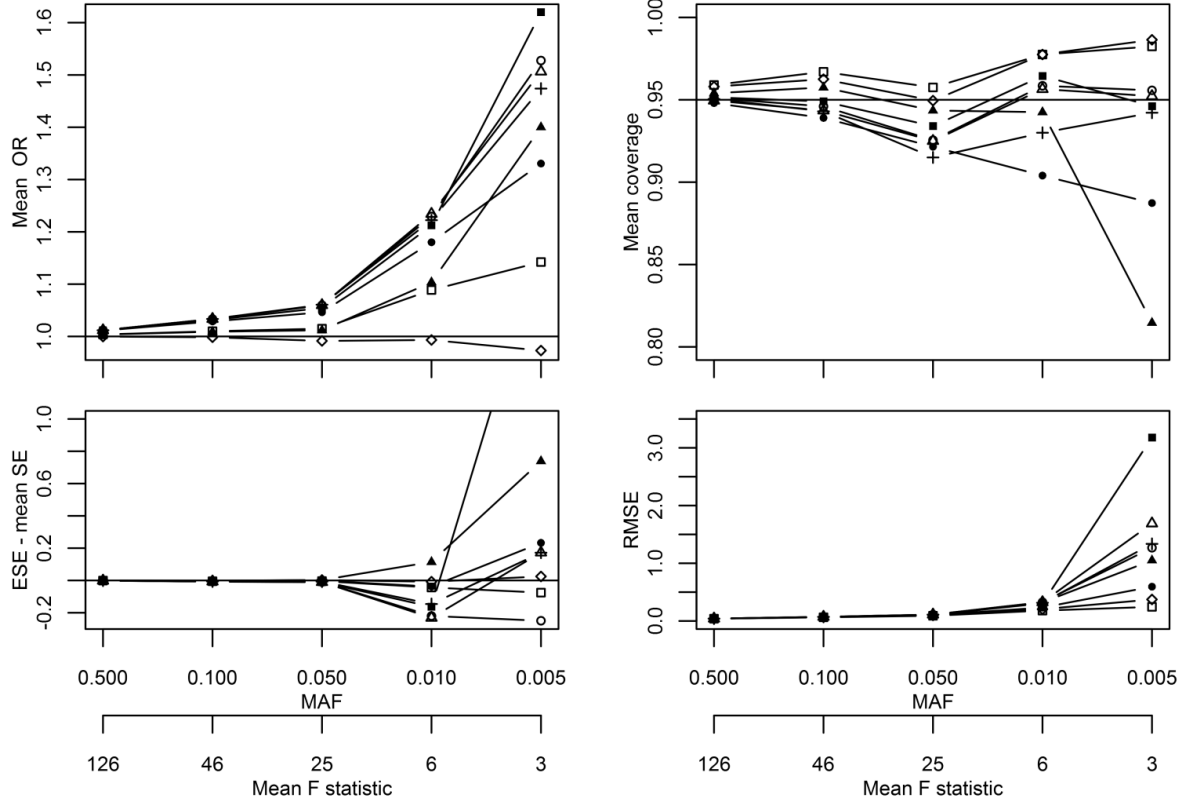 Mean OR
1.6
1.5
1.4
1.3
1.2
1.1
1.0
Mean coverage
1.00
0.95
0.90
0.85
0.80
ESE - mean SE
1.0
0.6
0.2
-0.2
RMSE
3.0
2.0
1.0
0.0
0.500 0.100 0.050 0.010 0.005
MAF
126 46 25 6 3
Mean F statistic
0.500 0.100 0.050 0.010 0.005
MAF
126 46 25 6 3
Mean F statistic